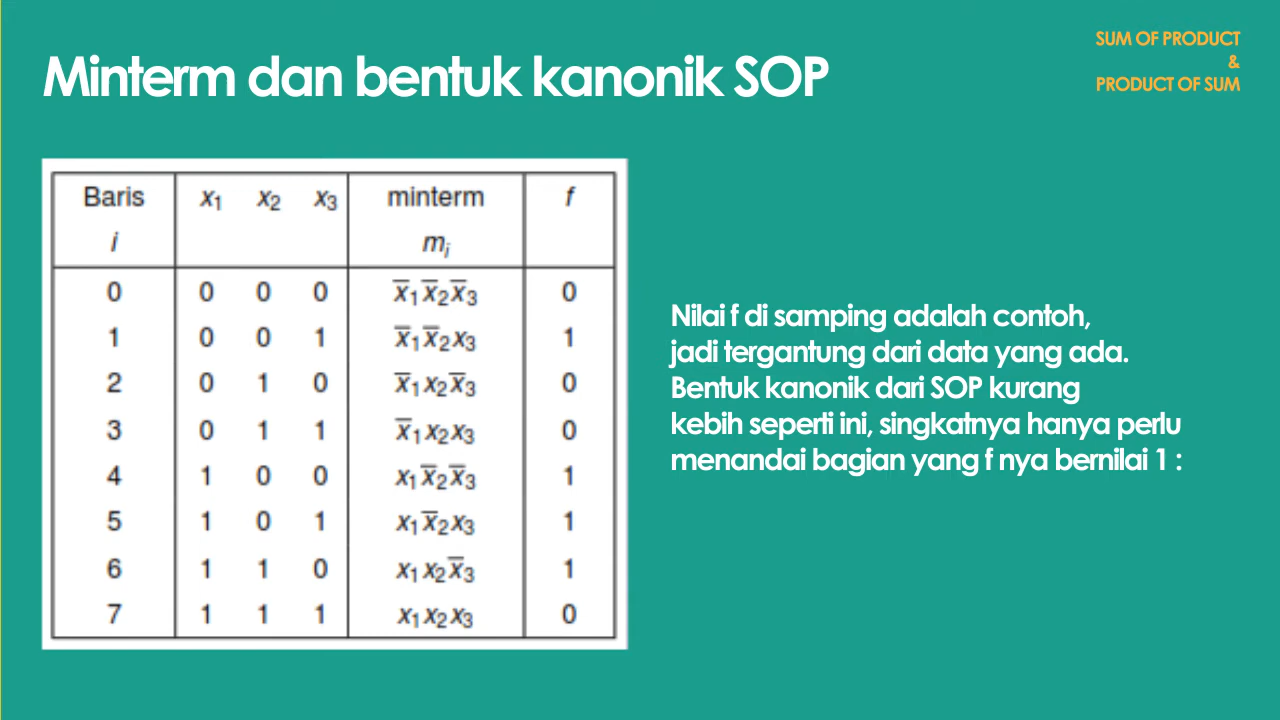 SUM OF PRODUCT
&
PRODUCT OF SUM
Minterm dan bentuk kanonik SOP
Baris x₁ x₂ x₃ minterm f
i mᵢ
0 0 0 0 x̅₁x̅₂x̅₃ 0
1 0 0 1 x̅₁x̅₂x₃ 1
2 0 1 0 x̅₁x₂x̅₃ 0
3 0 1 1 x̅₁x₂x₃ 0
4 1 0 0 x₁x̅₂x̅₃ 1
5 1 0 1 x₁x̅₂x₃ 1
6 1 1 0 x₁x₂x̅₃ 1
7 1 1 1 x₁x₂x₃ 0
Nilai f di samping adalah contoh,
jadi tergantung dari data yang ada.
Bentuk kanonik dari SOP kurang
kebih seperti ini, singkatnya hanya perlu
menandai bagian yang f nya bernilai 1 :